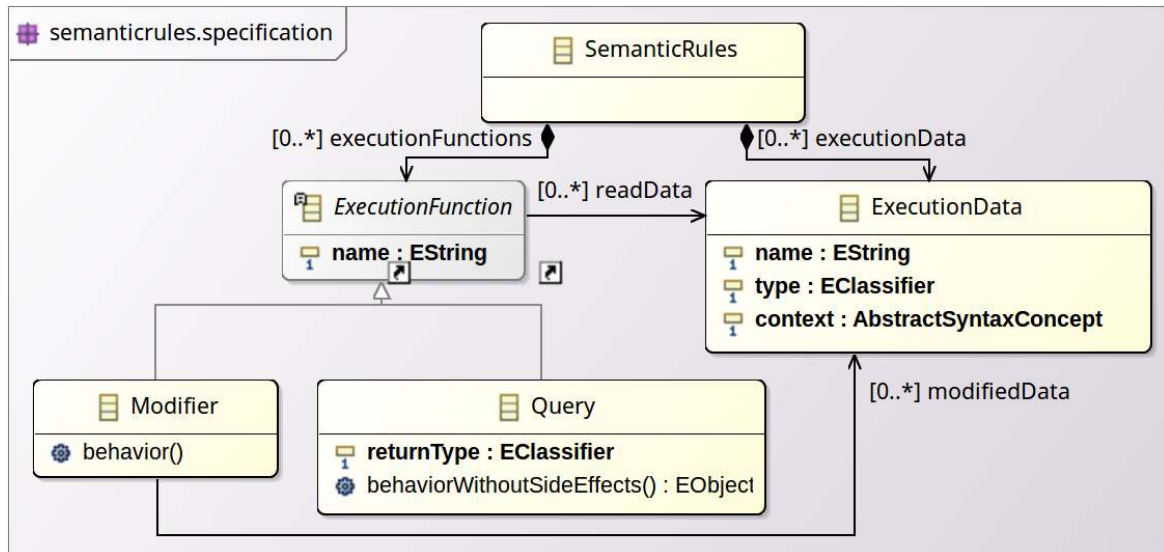 semanticrules.specification
SemanticRules
[0..*] executionFunctions
[0..*] executionData
ExecutionFunction
name : EString
[0..*] readData
ExecutionData
name : EString
type : EClassifier
context : AbstractSyntaxConcept
Modifier
behavior()
Query
returnType : EClassifier
behaviorWithoutSideEffects() : EObject
[0..*] modifiedData